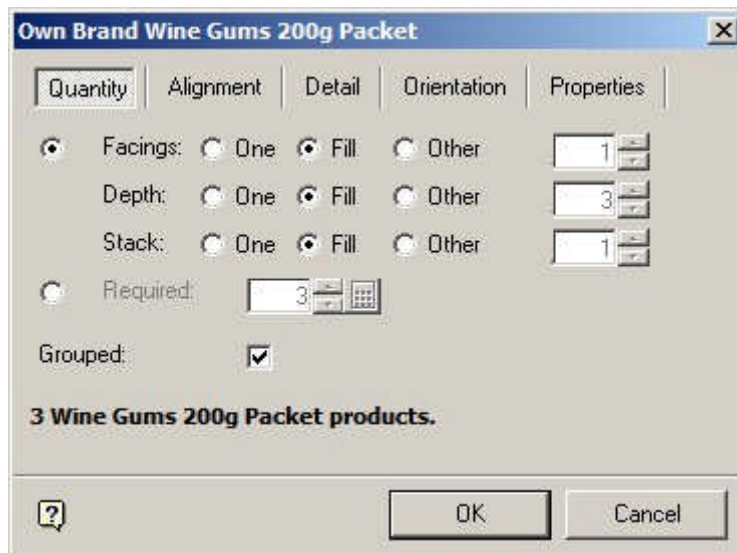 Own Brand Wine Gums 200g Packet
Quantity Alignment Detail Orientation Properties
Facings: One Fill Other 1
Depth: One Fill Other 3
Stack: One Fill Other 1
Required: 3
Grouped:
3 Wine Gums 200g Packet products.
? OK Cancel